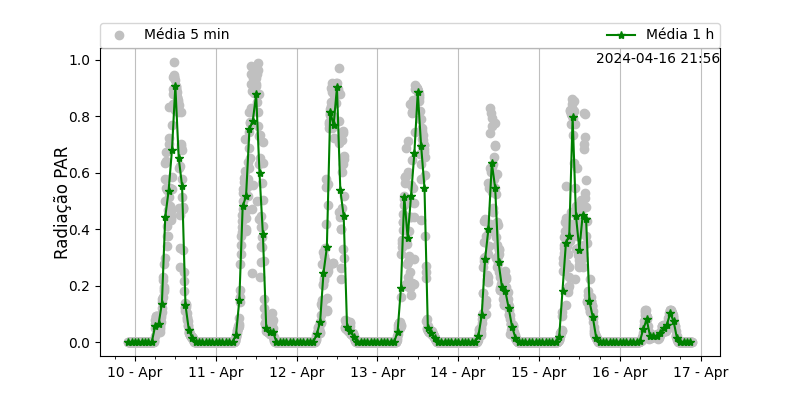 Média 5 min
Média 1 h
2024-04-16 21:56
Radiação PAR
1.0
0.8
0.6
0.4
0.2
0.0
10 - Apr
11 - Apr
12 - Apr
13 - Apr
14 - Apr
15 - Apr
16 - Apr
17 - Apr